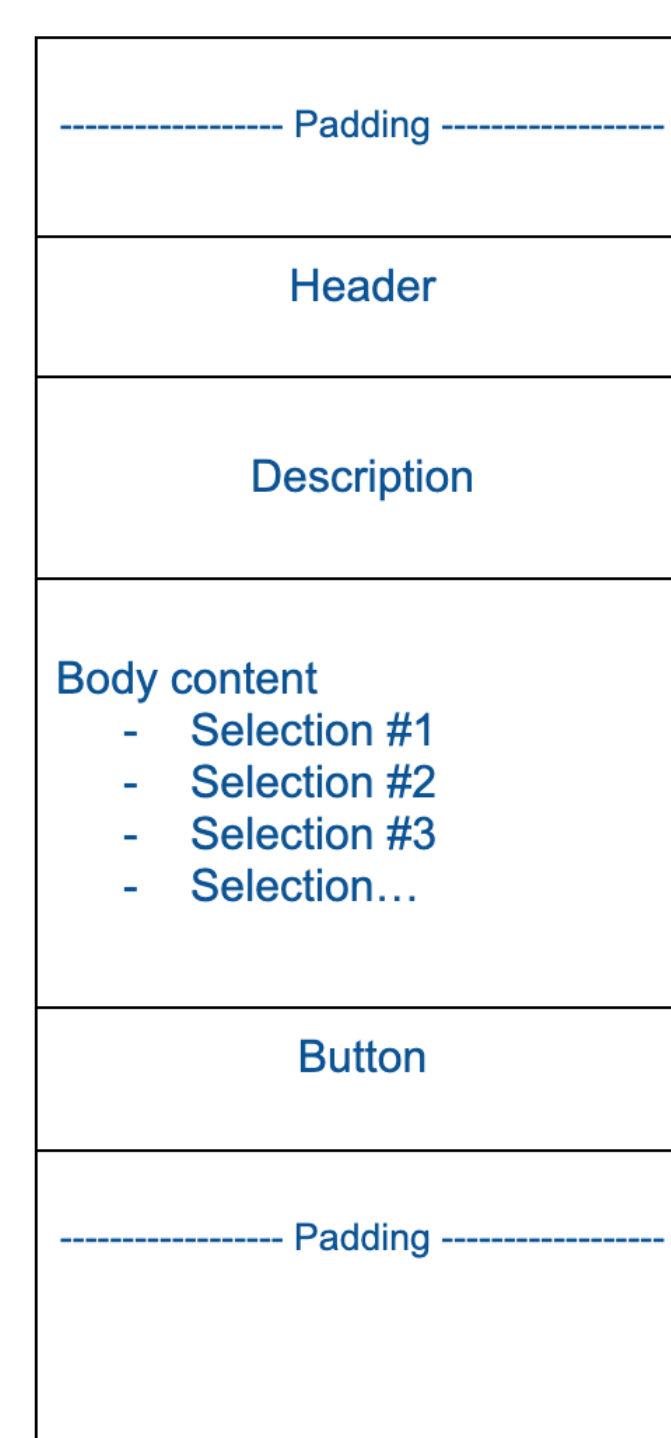 ------------------ Padding ------------------
Header
Description
Body content
- Selection #1
- Selection #2
- Selection #3
- Selection…
Button
------------------ Padding ------------------